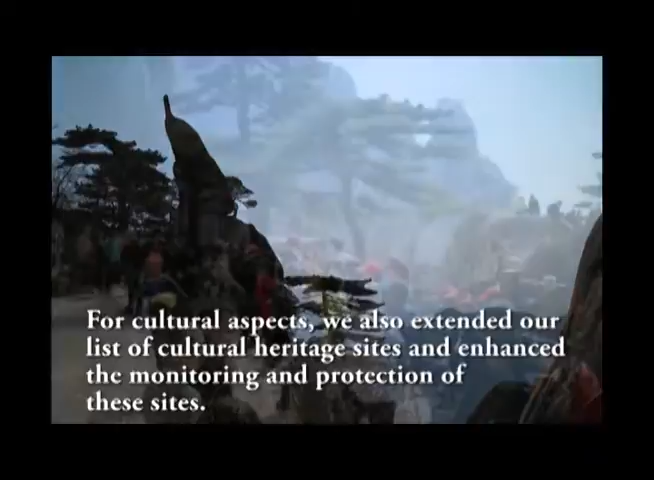 For cultural aspects, we also extended our
list of cultural heritage sites and enhanced
the monitoring and protection of
these sites.